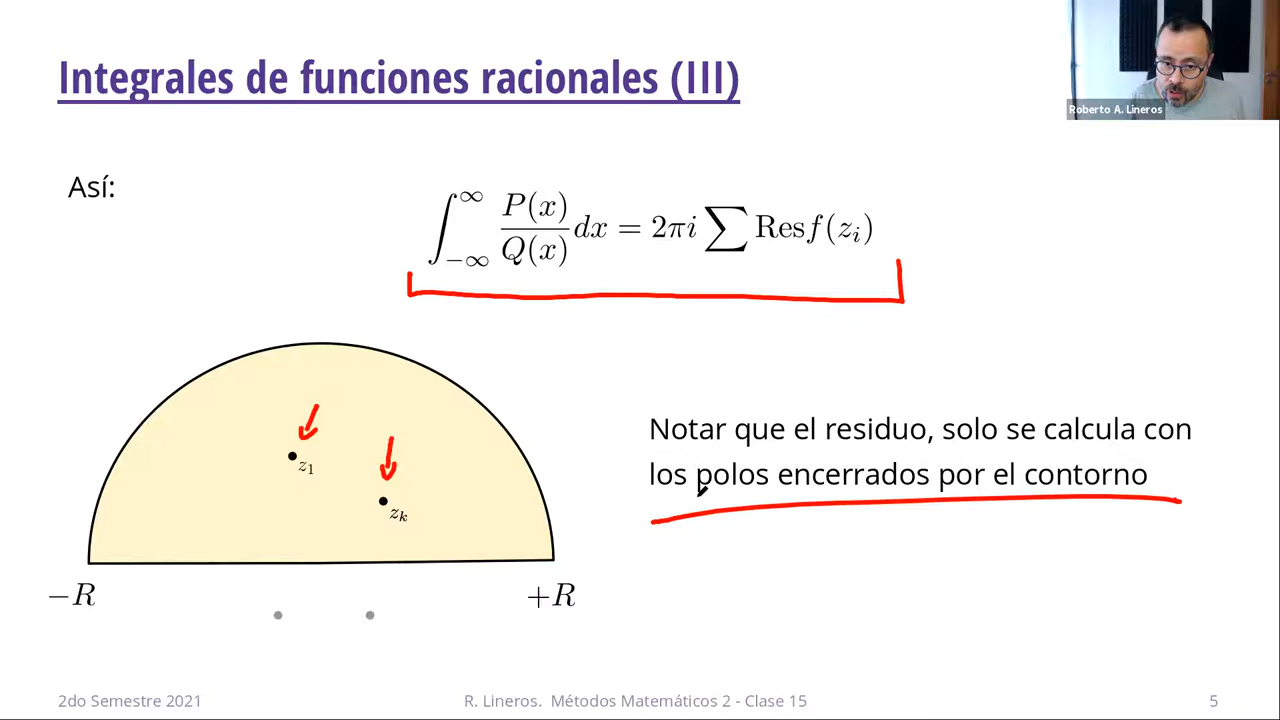 Integrales de funciones racionales (III)
Roberto A. Lineros
Así:
∫_{-∞}^{∞} P(x)/Q(x) dx = 2πi ∑ Resf(z_i)
Notar que el residuo, solo se calcula con
los polos encerrados por el contorno
z_1
z_k
−R
+R
2do Semestre 2021
R. Lineros. Métodos Matemáticos 2 - Clase 15
5